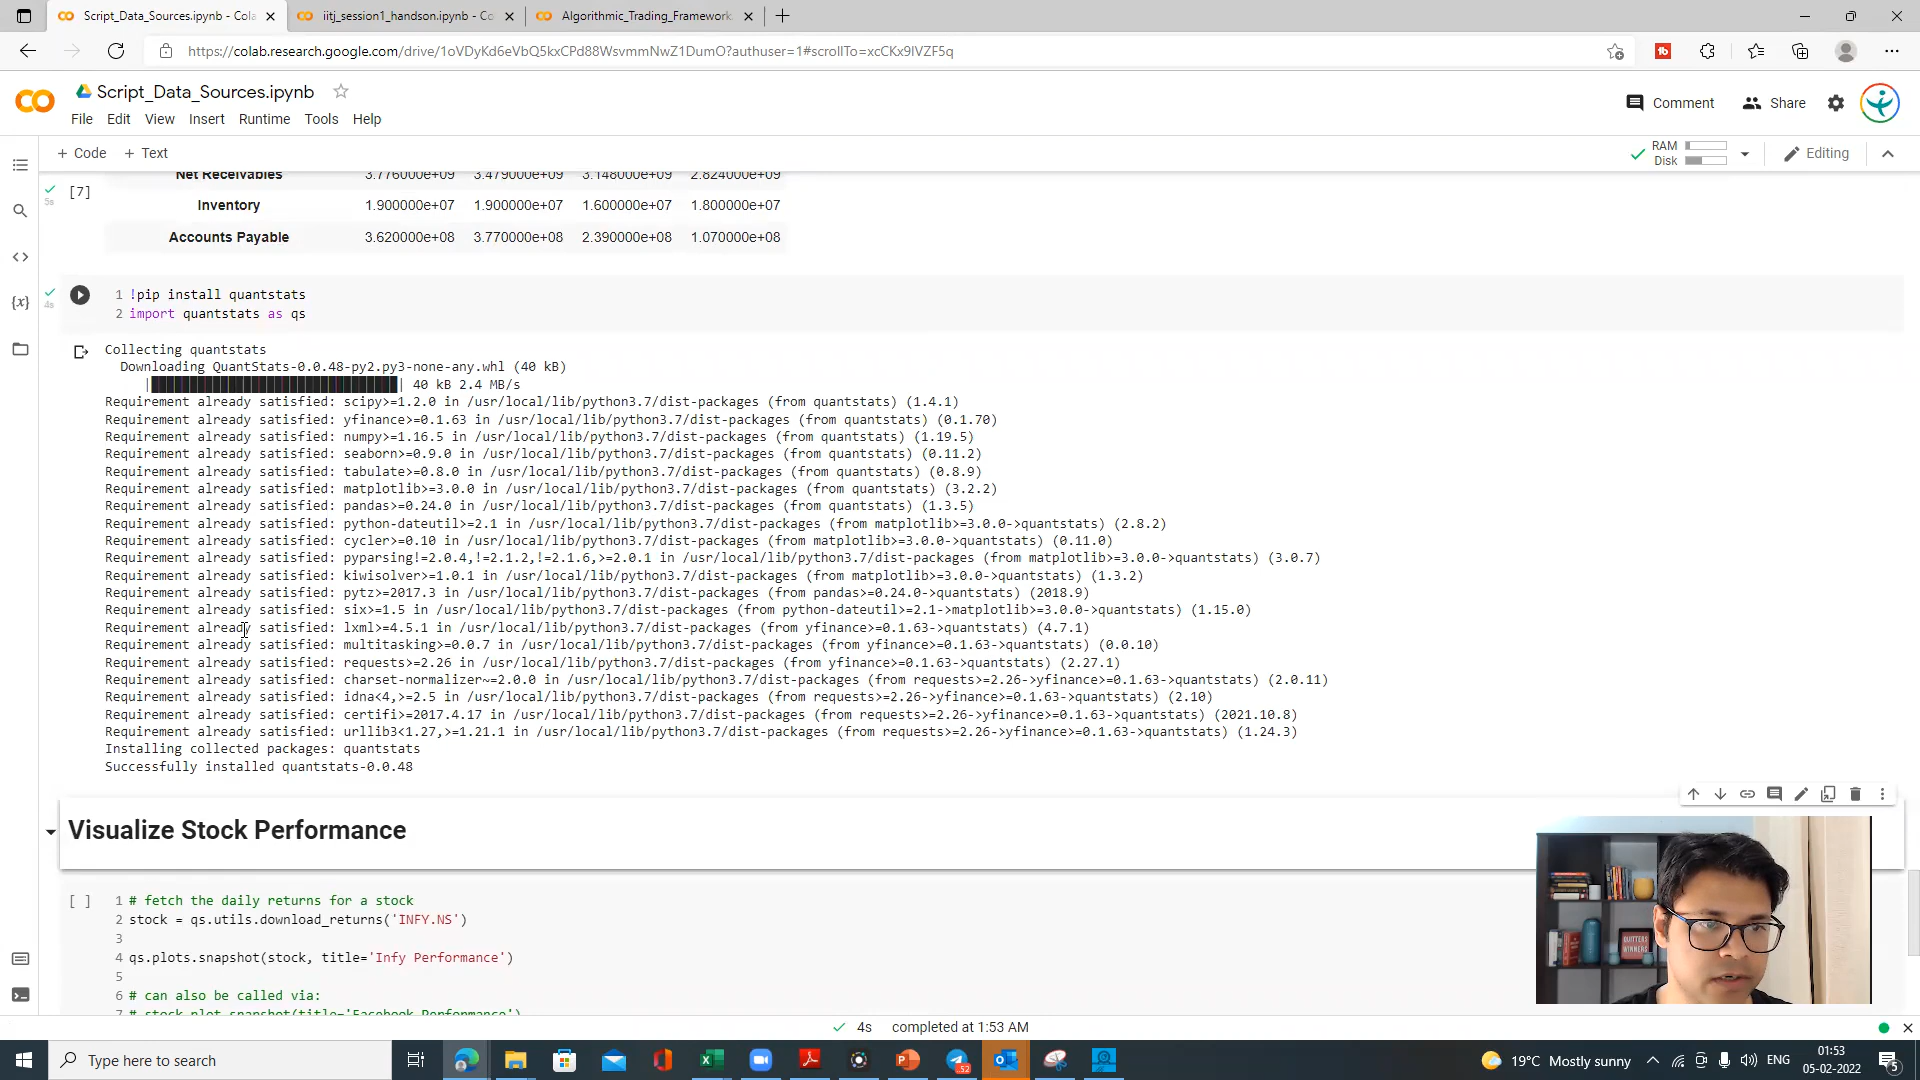 Script_Data_Sources.ipynb - Cola
iitj_session1_handson.ipynb - Co
Algorithmic_Trading_Framework
https://colab.research.google.com/drive/1oVDyKd6eVbQ5kxCPd88WsvmmNwZ1DumO?authuser=1#scrollTo=xcCKx9IVZF5q
CO Script_Data_Sources.ipynb
Comment Share
File Edit View Insert Runtime Tools Help
+ Code + Text
RAM
Disk
Editing
Net Receivables 3.776000e+09 3.479000e+09 3.148000e+09 2.824000e+09
[7]
5s
Inventory 1.900000e+07 1.900000e+07 1.600000e+07 1.800000e+07
Accounts Payable 3.620000e+08 3.770000e+08 2.390000e+08 1.070000e+08
4s
1 !pip install quantstats
2 import quantstats as qs
Collecting quantstats
Downloading QuantStats-0.0.48-py2.py3-none-any.whl (40 kB)
40 kB 2.4 MB/s
Requirement already satisfied: scipy>=1.2.0 in /usr/local/lib/python3.7/dist-packages (from quantstats) (1.4.1)
Requirement already satisfied: yfinance>=0.1.63 in /usr/local/lib/python3.7/dist-packages (from quantstats) (0.1.70)
Requirement already satisfied: numpy>=1.16.5 in /usr/local/lib/python3.7/dist-packages (from quantstats) (1.19.5)
Requirement already satisfied: seaborn>=0.9.0 in /usr/local/lib/python3.7/dist-packages (from quantstats) (0.11.2)
Requirement already satisfied: tabulate>=0.8.0 in /usr/local/lib/python3.7/dist-packages (from quantstats) (0.8.9)
Requirement already satisfied: matplotlib>=3.0.0 in /usr/local/lib/python3.7/dist-packages (from quantstats) (3.2.2)
Requirement already satisfied: pandas>=0.24.0 in /usr/local/lib/python3.7/dist-packages (from quantstats) (1.3.5)
Requirement already satisfied: python-dateutil>=2.1 in /usr/local/lib/python3.7/dist-packages (from matplotlib>=3.0.0->quantstats) (2.8.2)
Requirement already satisfied: cycler>=0.10 in /usr/local/lib/python3.7/dist-packages (from matplotlib>=3.0.0->quantstats) (0.11.0)
Requirement already satisfied: pyparsing!=2.0.4,!=2.1.2,!=2.1.6,>=2.0.1 in /usr/local/lib/python3.7/dist-packages (from matplotlib>=3.0.0->quantstats) (3.0.7)
Requirement already satisfied: kiwisolver>=1.0.1 in /usr/local/lib/python3.7/dist-packages (from matplotlib>=3.0.0->quantstats) (1.3.2)
Requirement already satisfied: pytz>=2017.3 in /usr/local/lib/python3.7/dist-packages (from pandas>=0.24.0->quantstats) (2018.9)
Requirement already satisfied: six>=1.5 in /usr/local/lib/python3.7/dist-packages (from python-dateutil>=2.1->matplotlib>=3.0.0->quantstats) (1.15.0)
Requirement already satisfied: lxml>=4.5.1 in /usr/local/lib/python3.7/dist-packages (from yfinance>=0.1.63->quantstats) (4.7.1)
Requirement already satisfied: multitasking>=0.0.7 in /usr/local/lib/python3.7/dist-packages (from yfinance>=0.1.63->quantstats) (0.0.10)
Requirement already satisfied: requests>=2.26 in /usr/local/lib/python3.7/dist-packages (from yfinance>=0.1.63->quantstats) (2.27.1)
Requirement already satisfied: charset-normalizer~=2.0.0 in /usr/local/lib/python3.7/dist-packages (from requests>=2.26->yfinance>=0.1.63->quantstats) (2.0.11)
Requirement already satisfied: idna<4,>=2.5 in /usr/local/lib/python3.7/dist-packages (from requests>=2.26->yfinance>=0.1.63->quantstats) (2.10)
Requirement already satisfied: certifi>=2017.4.17 in /usr/local/lib/python3.7/dist-packages (from requests>=2.26->yfinance>=0.1.63->quantstats) (2021.10.8)
Requirement already satisfied: urllib3<1.27,>=1.21.1 in /usr/local/lib/python3.7/dist-packages (from requests>=2.26->yfinance>=0.1.63->quantstats) (1.24.3)
Installing collected packages: quantstats
Successfully installed quantstats-0.0.48
Visualize Stock Performance
[ ] 1 # fetch the daily returns for a stock
2 stock = qs.utils.download_returns('INFY.NS')
3
4 qs.plots.snapshot(stock, title='Infy Performance')
5
6 # can also be called via:
7 # stock.plot_snapshot(title='Facebook Performance')
QUITTERS
WINNERS
4s completed at 1:53 AM
Type here to search
52
19°C Mostly sunny
ENG
01:53
05-02-2022
5